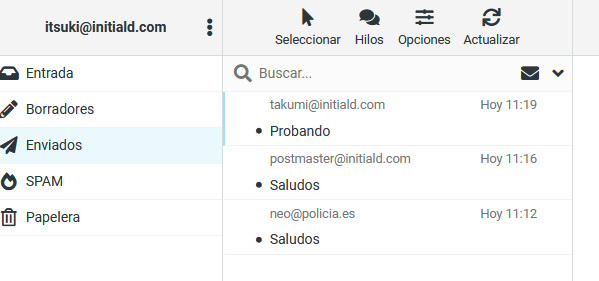 itsuki@initiald.com
Seleccionar Hilos Opciones Actualizar
Entrada
Borradores
Enviados
SPAM
Papelera
Buscar...
takumi@initiald.com Hoy 11:19
Probando
postmaster@initiald.com Hoy 11:16
Saludos
neo@policia.es Hoy 11:12
Saludos